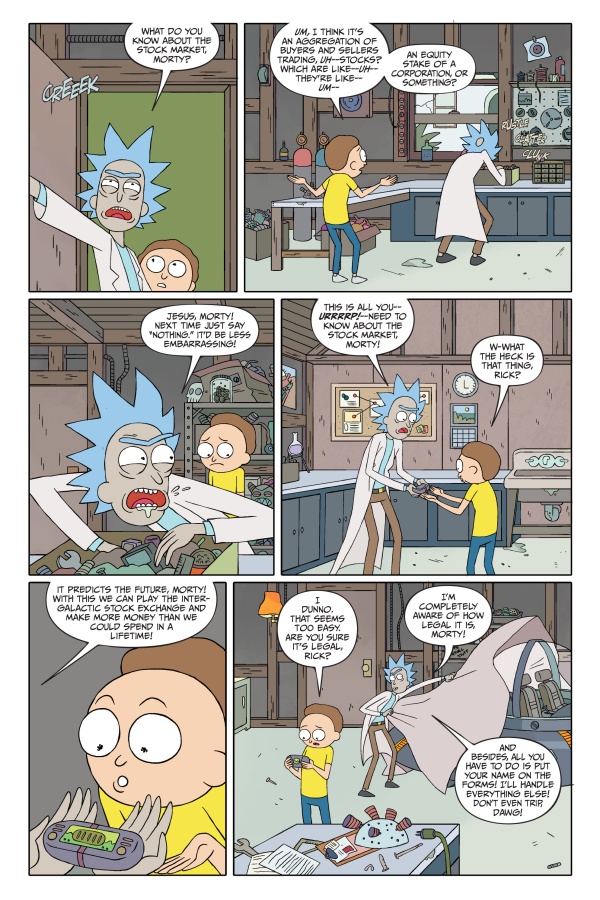 WHAT DO YOU
KNOW ABOUT THE
STOCK MARKET,
MORTY?
CREEEK
UM, I THINK IT'S
AN AGGREGATION OF
BUYERS AND SELLERS
TRADING, UH--STOCKS?
WHICH ARE LIKE--UH--
THEY'RE LIKE--
UM--
AN EQUITY
STAKE OF A
CORPORATION, OR
SOMETHING?
RUSTLE
CLATTER
CLUNK
JESUS, MORTY!
NEXT TIME JUST SAY
"NOTHING." IT'D BE LESS
EMBARRASSING!
THIS IS ALL YOU--
URRRRP!--NEED TO
KNOW ABOUT THE
STOCK MARKET,
MORTY!
W-WHAT
THE HECK IS
THAT THING,
RICK?
IT PREDICTS THE FUTURE, MORTY!
WITH THIS WE CAN PLAY THE INTER-
GALACTIC STOCK EXCHANGE AND
MAKE MORE MONEY THAN WE
COULD SPEND IN A
LIFETIME!
I
DUNNO.
THAT SEEMS
TOO EASY.
ARE YOU SURE
IT'S LEGAL,
RICK?
I'M
COMPLETELY
AWARE OF HOW
LEGAL IT IS,
MORTY!
AND
BESIDES, ALL YOU
HAVE TO DO IS PUT
YOUR NAME ON THE
FORMS! I'LL HANDLE
EVERYTHING ELSE!
DON'T EVEN TRIP,
DAWG!